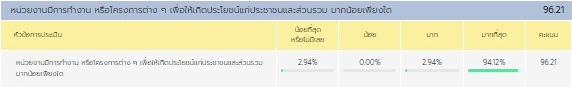 หน่วยงานมีการทำงาน หรือโครงการต่าง ๆ เพื่อให้เกิดประโยชน์แก่ประชาชนและส่วนรวม มากน้อยเพียงใด 96.21
หัวข้อการประเมิน น้อยที่สุด หรือไม่มีเลย น้อย มาก มากที่สุด คะแนน
หน่วยงานมีการทำงาน หรือโครงการต่าง ๆ เพื่อให้เกิดประโยชน์แก่ประชาชนและส่วนรวม 2.94% 0.00% 2.94% 94.12% 96.21
มากน้อยเพียงใด